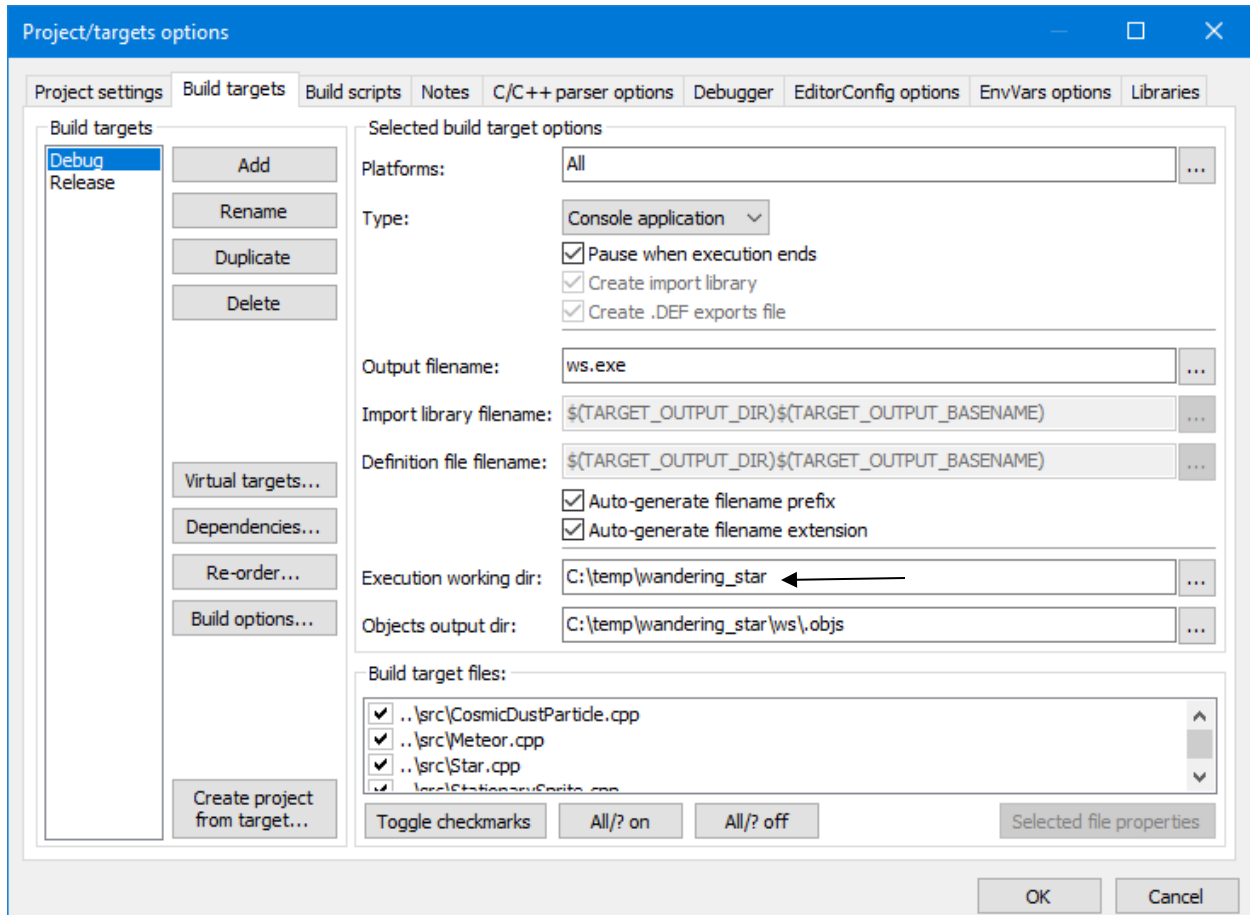 Project/targets options
Project settings Build targets Build scripts Notes C/C++ parser options Debugger EditorConfig options EnvVars options Libraries
Build targets
Debug
Release
Add
Rename
Duplicate
Delete
Virtual targets...
Dependencies...
Re-order...
Build options...
Create project
from target...
Selected build target options
Platforms: All ...
Type: Console application
Pause when execution ends
Create import library
Create .DEF exports file
Output filename: ws.exe ...
Import library filename: $(TARGET_OUTPUT_DIR)$(TARGET_OUTPUT_BASENAME) ...
Definition file filename: $(TARGET_OUTPUT_DIR)$(TARGET_OUTPUT_BASENAME) ...
Auto-generate filename prefix
Auto-generate filename extension
Execution working dir: C:\temp\wandering_star ...
Objects output dir: C:\temp\wandering_star\ws\.objs ...
Build target files:
..\src\CosmicDustParticle.cpp
..\src\Meteor.cpp
..\src\Star.cpp
..\src\StationarySprite.cpp
Toggle checkmarks All/? on All/? off Selected file properties
OK Cancel